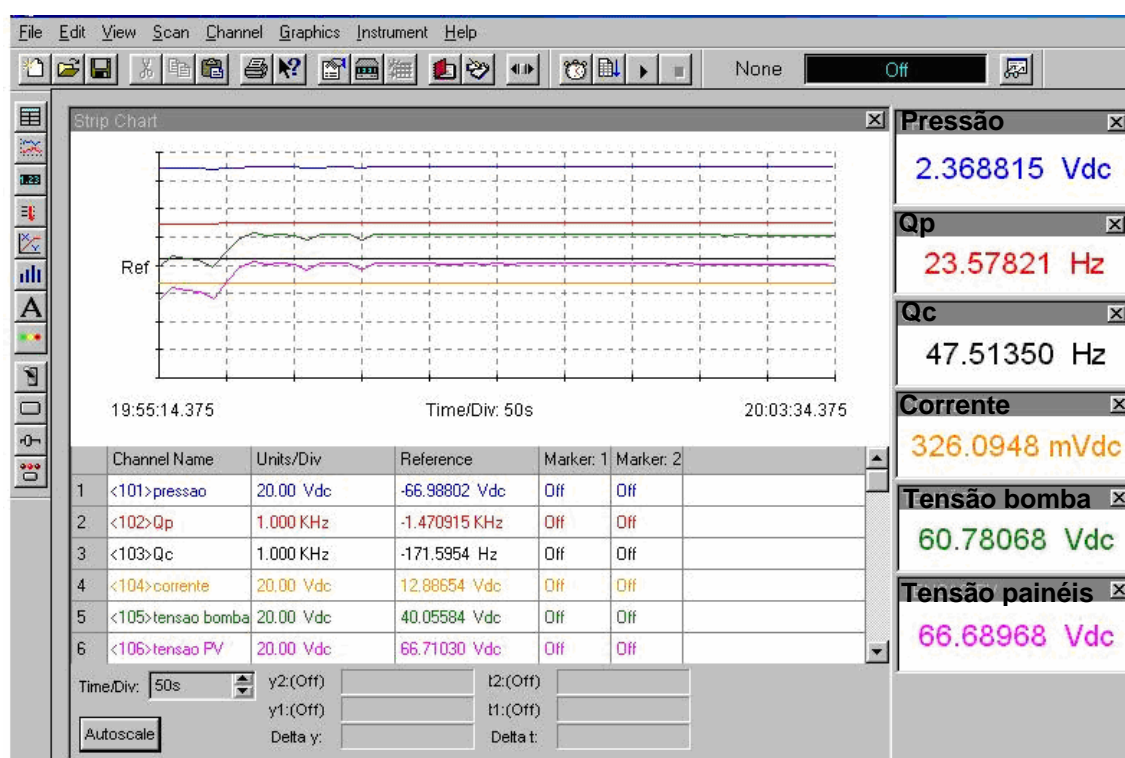 File Edit View Scan Channel Graphics Instrument Help
None Off
1.23
A
Strip Chart
Ref
19:55:14.375 Time/Div: 50s 20:03:34.375
Channel Name Units/Div Reference Marker: 1 Marker: 2
1 <101>pressao 20.00 Vdc -66.98802 Vdc Off Off
2 <102>Qp 1.000 KHz -1.470915 KHz Off Off
3 <103>Qc 1.000 KHz -171.5954 Hz Off Off
4 <104>corrente 20.00 Vdc 12.88654 Vdc Off Off
5 <105>tensao bomba 20.00 Vdc 40.05584 Vdc Off Off
6 <106>tensao PV 20.00 Vdc 66.71030 Vdc Off Off
Time/Div: 50s y2:(Off) t2:(Off)
y1:(Off) t1:(Off)
Autoscale Delta y: Delta t:
Pressão
2.368815 Vdc
Qp
23.57821 Hz
Qc
47.51350 Hz
Corrente
326.0948 mVdc
Tensão bomba
60.78068 Vdc
Tensão painéis
66.68968 Vdc